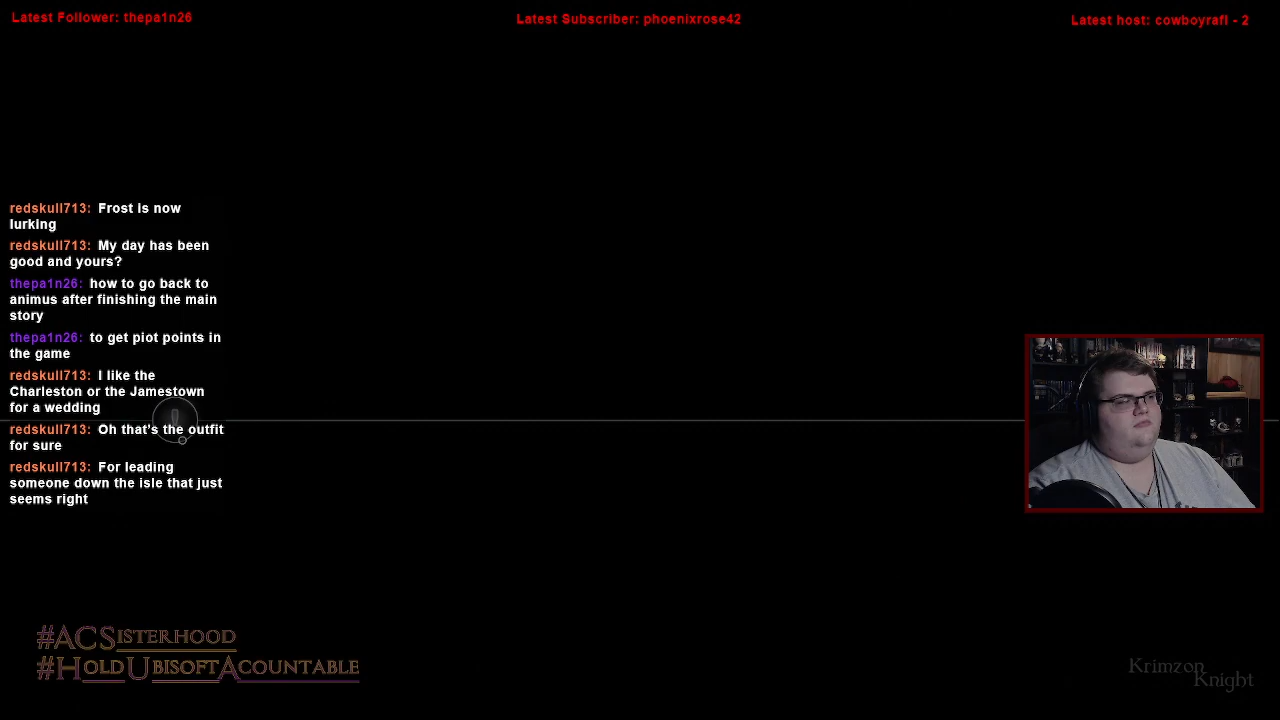 Latest Follower: thepa1n26
Latest Subscriber: phoenixrose42
Latest host: cowboyrafl - 2
redskull713: Frost is now
lurking
redskull713: My day has been
good and yours?
thepa1n26: how to go back to
animus after finishing the main
story
thepa1n26: to get piot points in
the game
redskull713: I like the
Charleston or the Jamestown
for a wedding
redskull713: Oh that's the outfit
for sure
redskull713: For leading
someone down the isle that just
seems right
#ACSisterhood
#HoldUbisoftAcountable
Krimzon
Knight